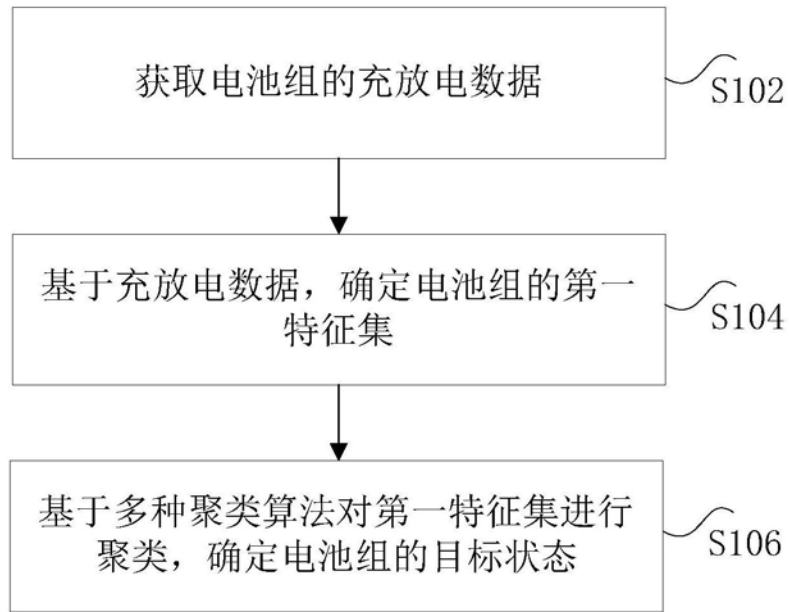 获取电池组的充放电数据
S102
基于充放电数据，确定电池组的第一
特征集
S104
基于多种聚类算法对第一特征集进行
聚类，确定电池组的目标状态
S106